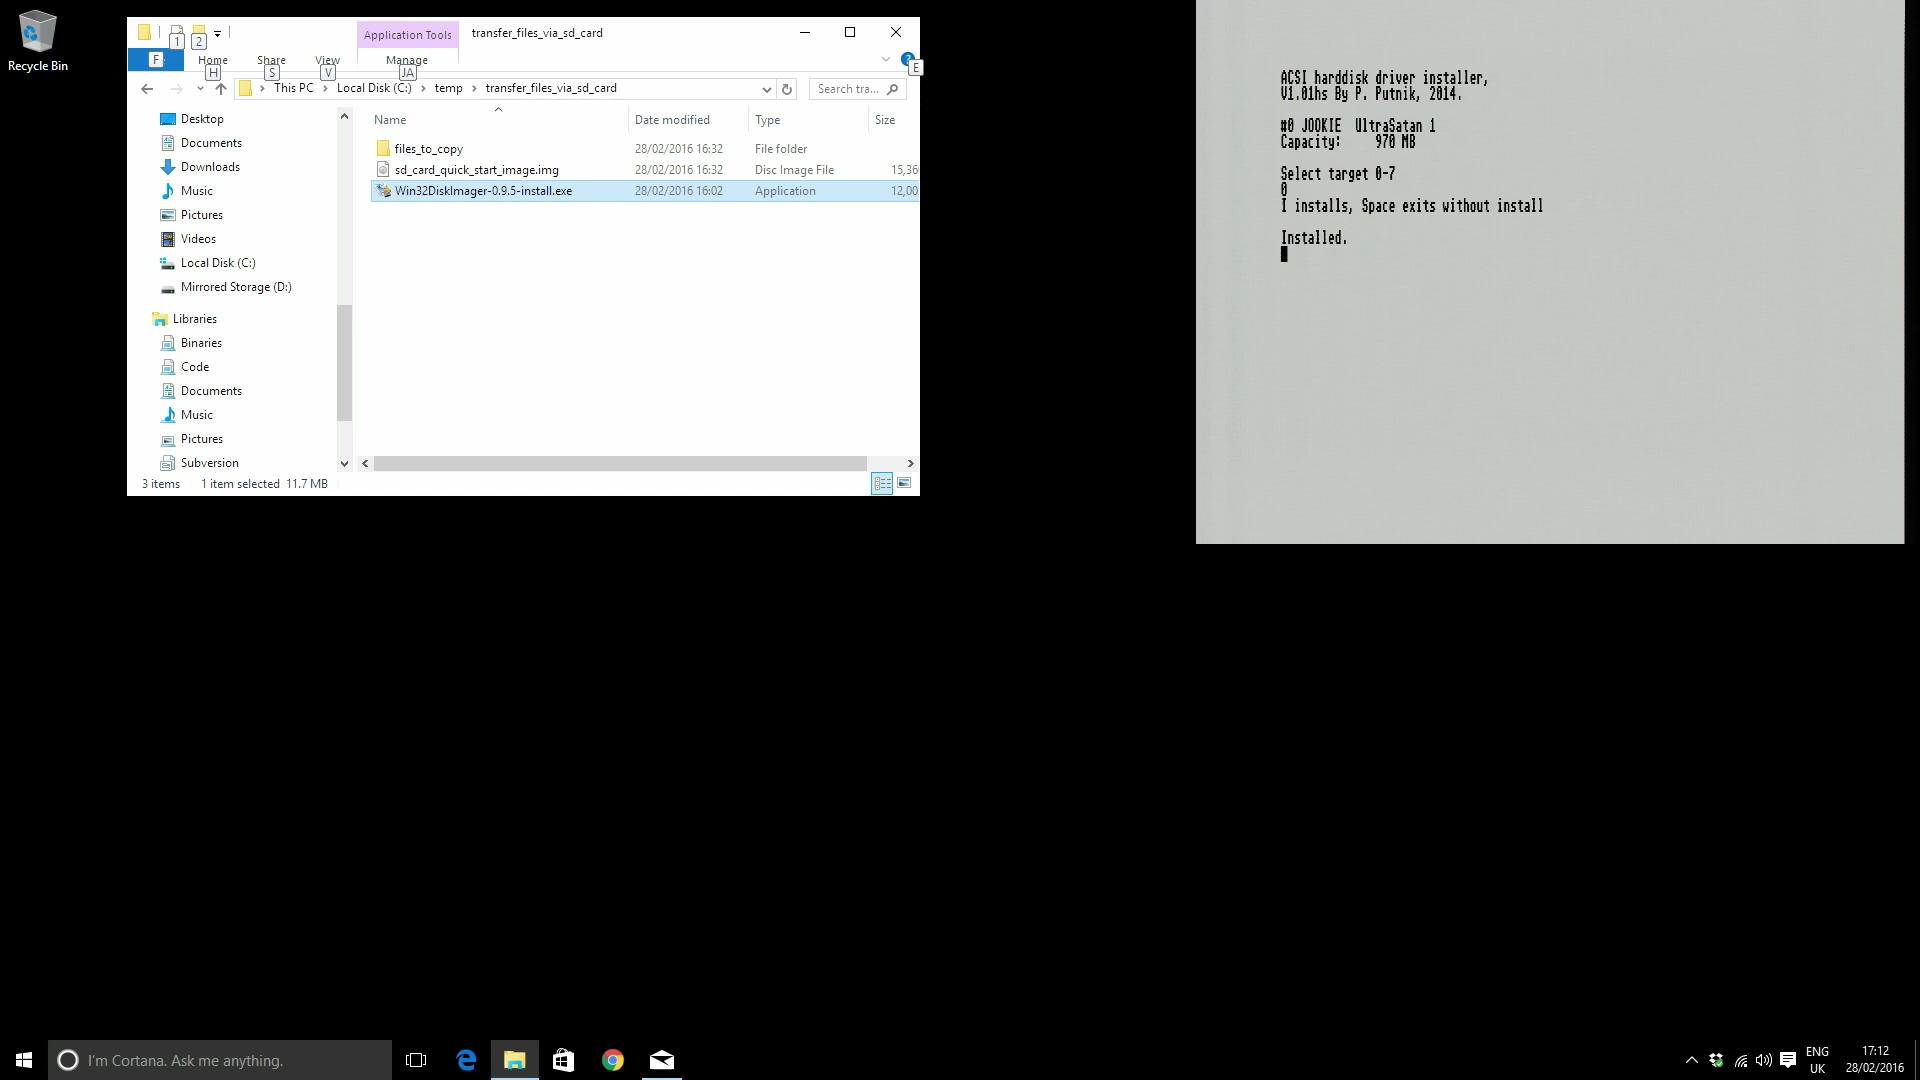 Recycle Bin
1
2
Application Tools
transfer_files_via_sd_card
F
Home
Share
View
Manage
H
S
V
JA
E
This PC
Local Disk (C:)
temp
transfer_files_via_sd_card
Search tra...
Desktop
Documents
Downloads
Music
Pictures
Videos
Local Disk (C:)
Mirrored Storage (D:)
Libraries
Binaries
Code
Documents
Music
Pictures
Subversion
Name Date modified Type Size
files_to_copy 28/02/2016 16:32 File folder
sd_card_quick_start_image.img 28/02/2016 16:32 Disc Image File 15,36
Win32DiskImager-0.9.5-install.exe 28/02/2016 16:02 Application 12,00
3 items 1 item selected 11.7 MB
ACSI harddisk driver installer,
V1.01hs By P. Putnik, 2014.
#0 JOOKIE UltraSatan 1
Capacity: 970 MB
Select target 0-7
0
I installs, Space exits without install
Installed.
I'm Cortana. Ask me anything.
ENG
UK
17:12
28/02/2016